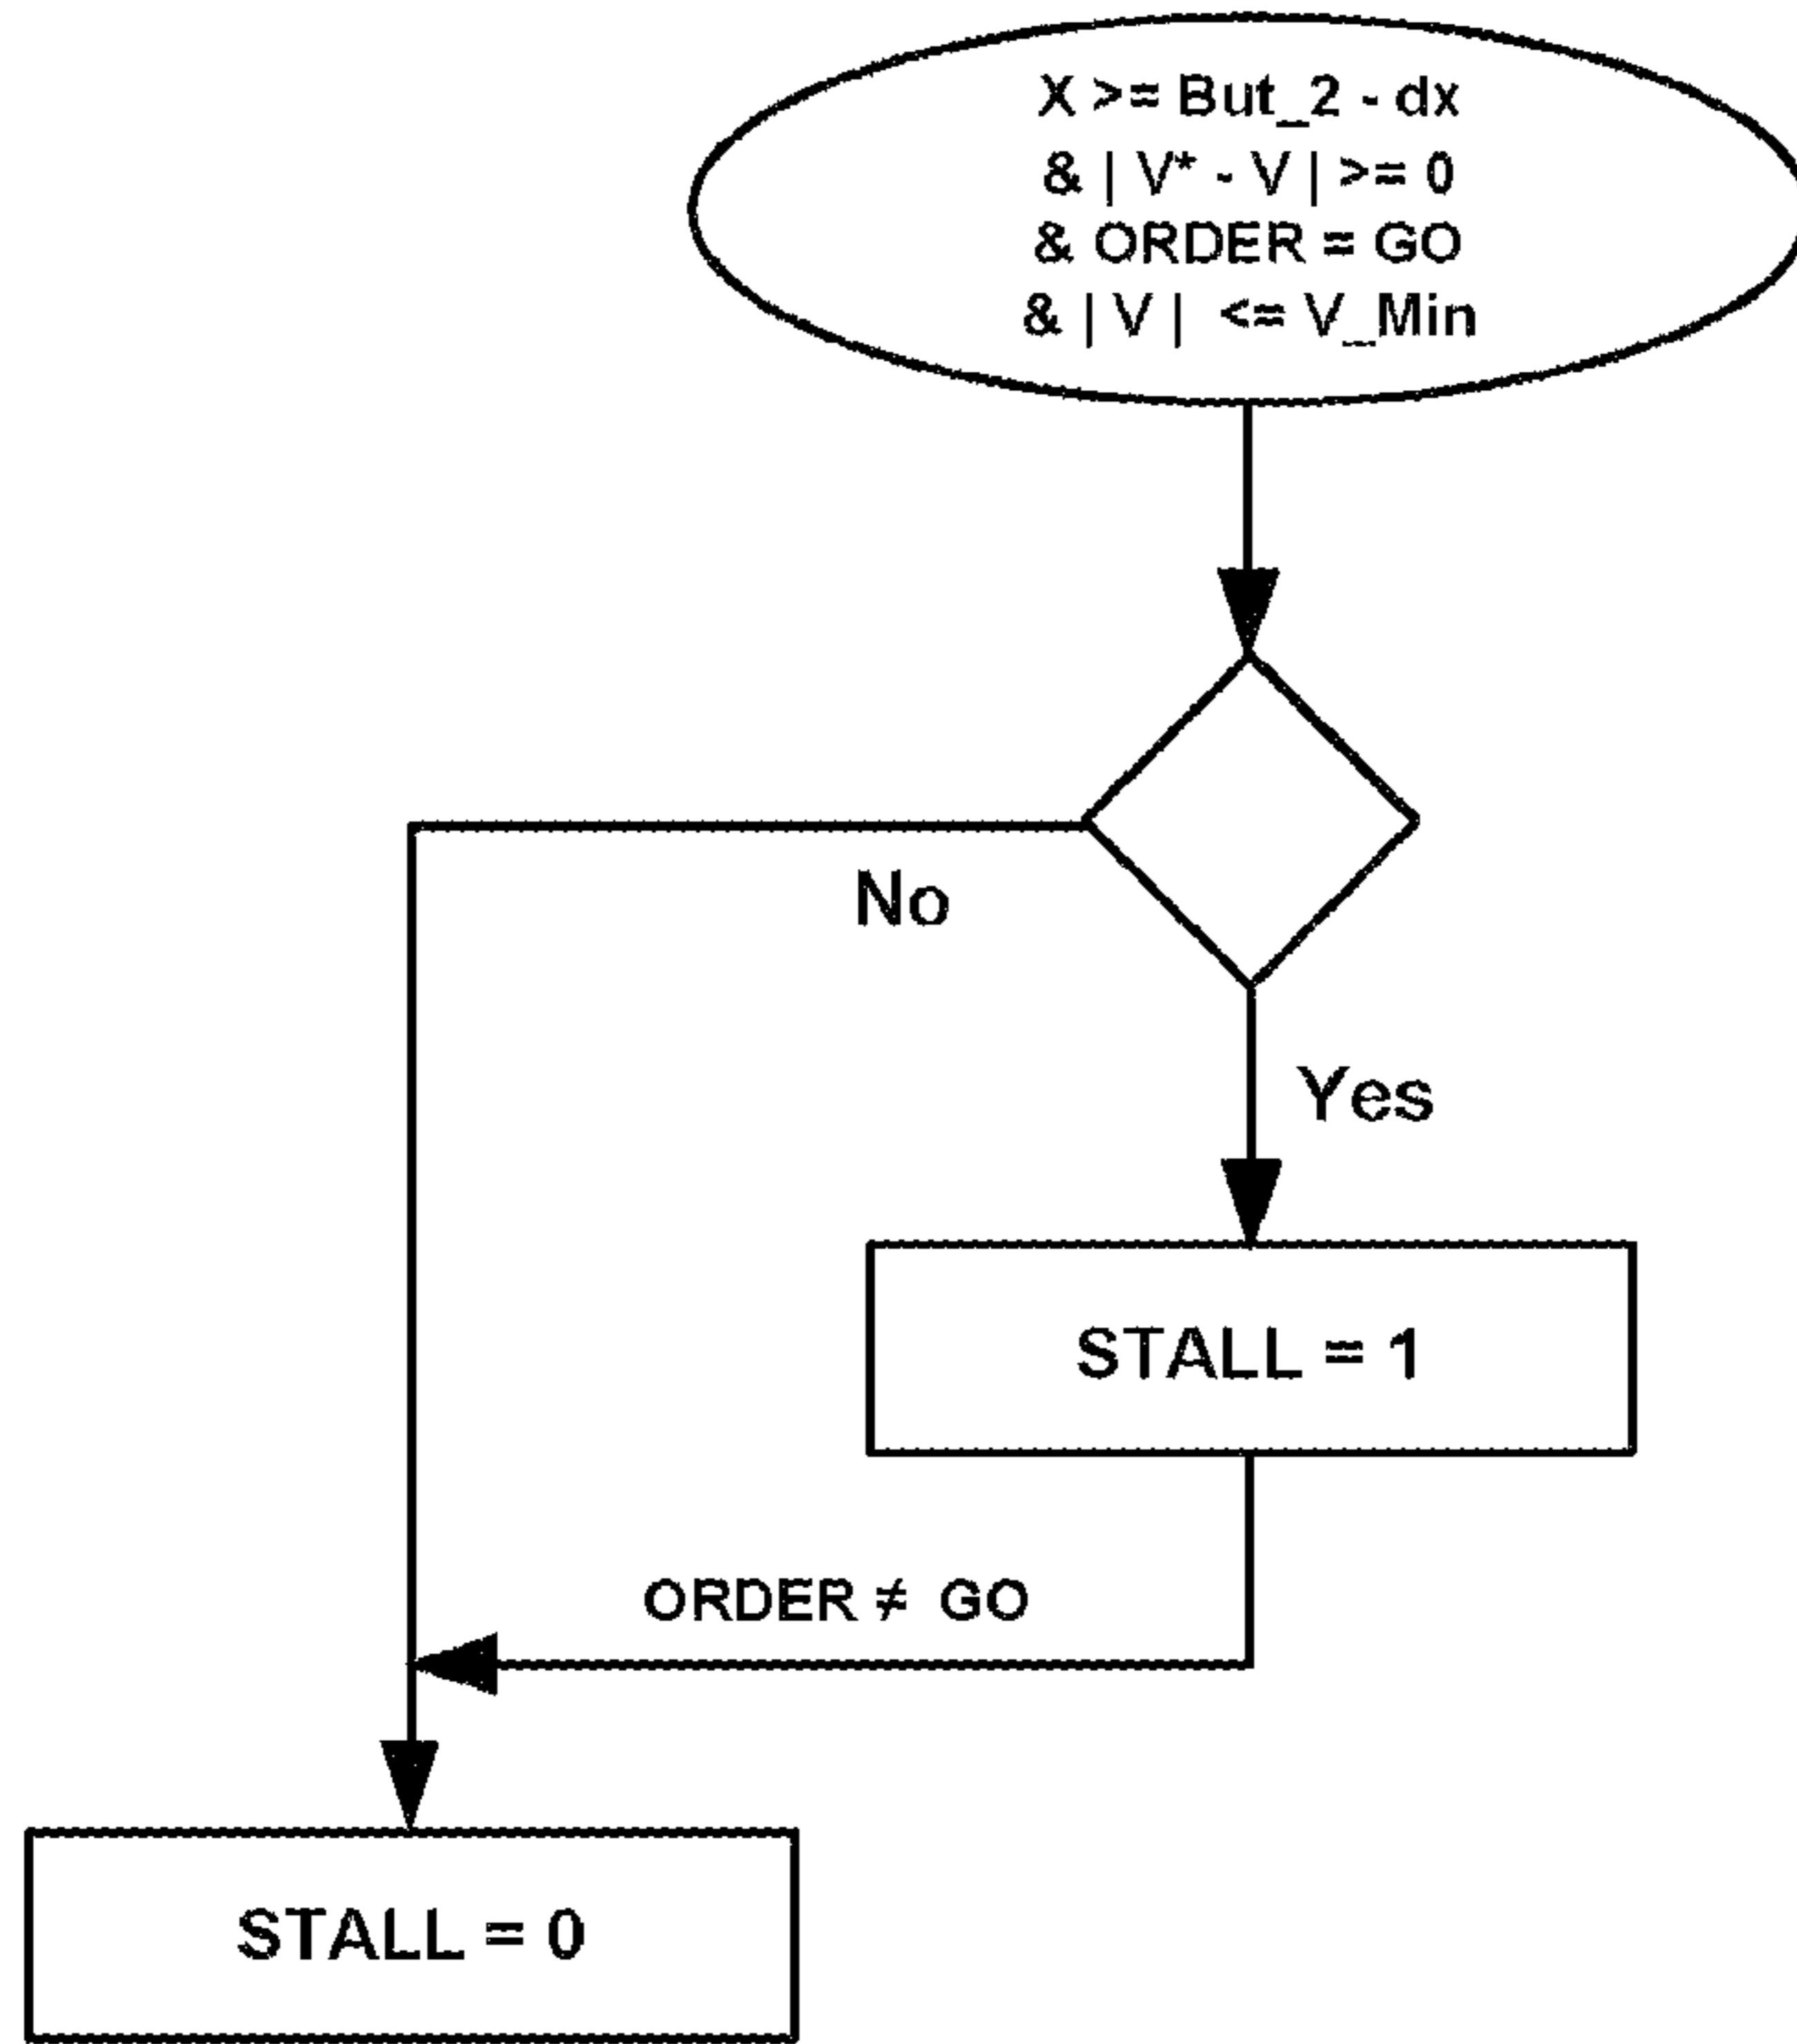 X >= But_2 - dx
& | V* - V | >= 0
& ORDER = GO
& | V | <= V_Min
No
Yes
STALL = 1
ORDER ≠ GO
STALL = 0